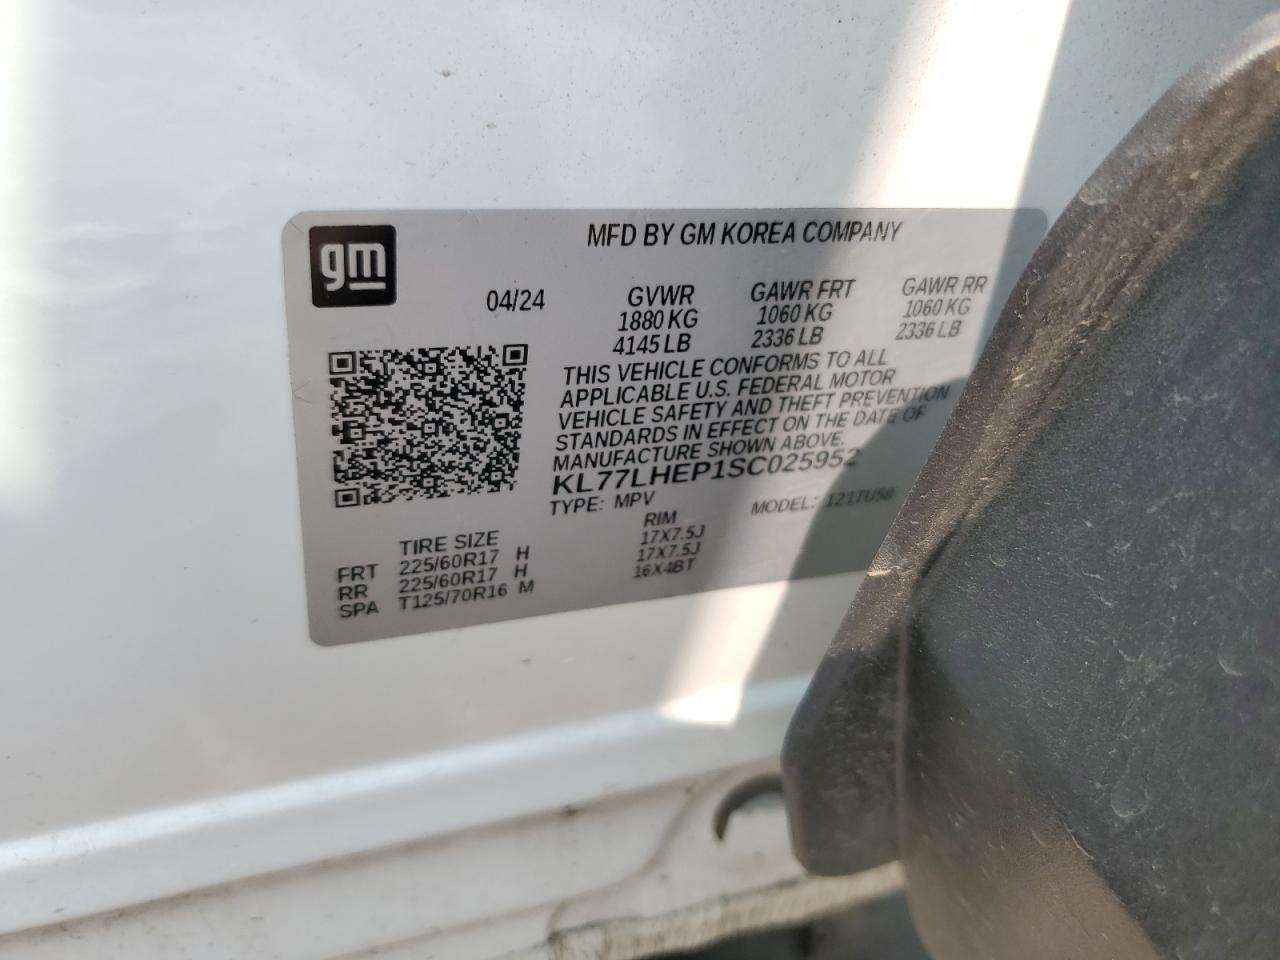 gm
MFD BY GM KOREA COMPANY
04/24
GVWR GAWR FRT GAWR RR
1880 KG 1060 KG 1060 KG
4145 LB 2336 LB 2336 LB
THIS VEHICLE CONFORMS TO ALL
APPLICABLE U.S. FEDERAL MOTOR
VEHICLE SAFETY AND THEFT PREVENTION
STANDARDS IN EFFECT ON THE DATE OF
MANUFACTURE SHOWN ABOVE.
KL77LHEP1SC025952
TYPE: MPV MODEL: 121TU58
TIRE SIZE RIM
FRT 225/60R17 H 17X7.5J
RR 225/60R17 H 17X7.5J
SPA T125/70R16 M 16X4BT